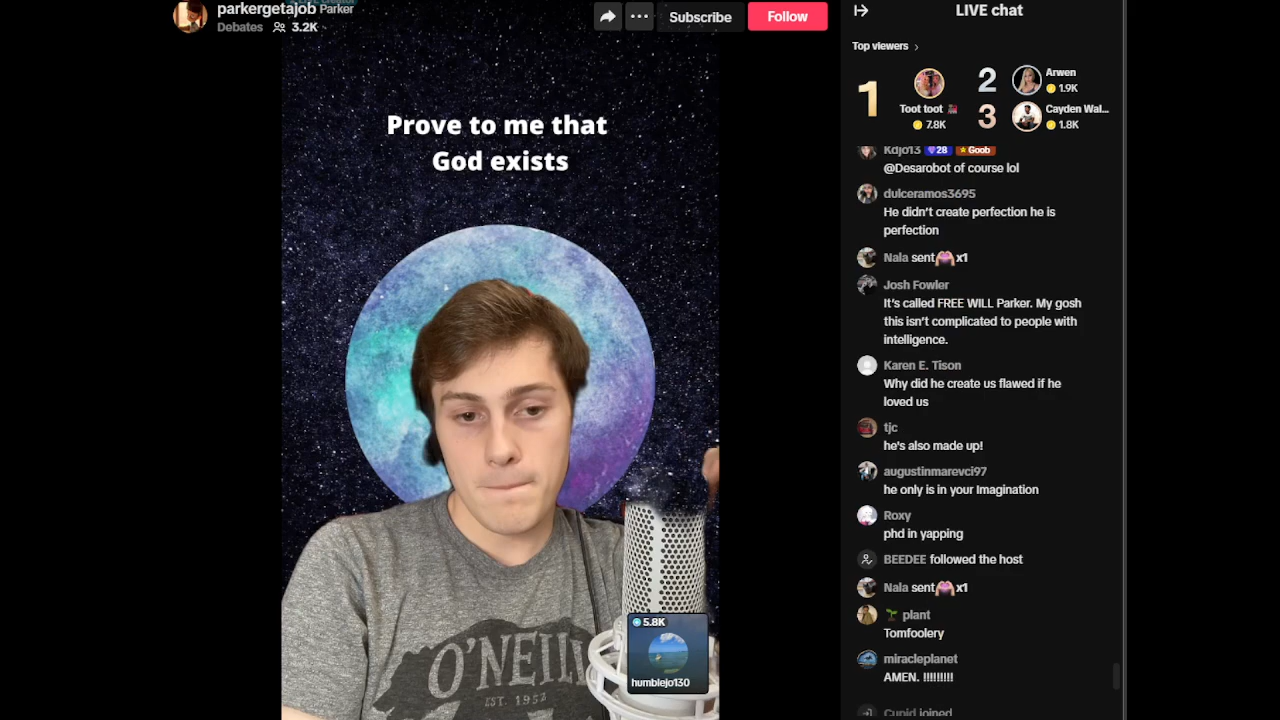 parkergetajob Parker
Debates 3.2K
Subscribe
Follow
Prove to me that
God exists
O'NEILL
EST. 1952
5.8K
humblejo130
LIVE chat
Top viewers
1
Toot toot
7.8K
2
Arwen
1.9K
3
Cayden Wal...
1.8K
Kdjo13 28 Goob
@Desarobot of course lol
dulceramos3695
He didn't create perfection he is
perfection
Nala sent x1
Josh Fowler
It's called FREE WILL Parker. My gosh
this isn't complicated to people with
intelligence.
Karen E. Tison
Why did he create us flawed if he
loved us
tjc
he's also made up!
augustinmarevci97
he only is in your Imagination
Roxy
phd in yapping
BEEDEE followed the host
Nala sent x1
plant
Tomfoolery
miracleplanet
AMEN. !!!!!!!!!
Cupid joined